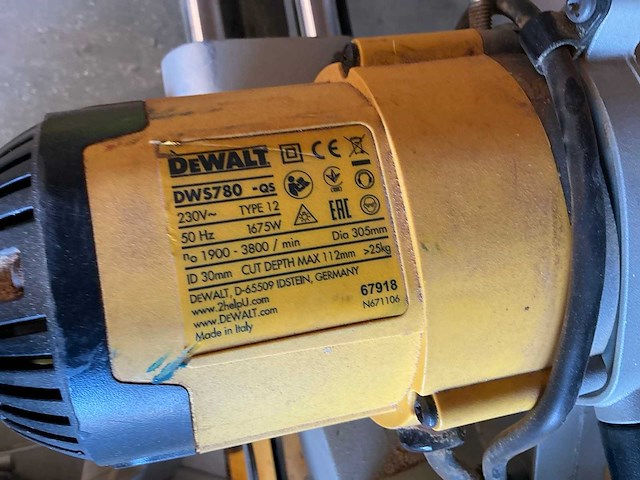 DEWALT
DWS780 -QS
230V~ TYPE 12
50 Hz 1675W
EAC
n₀ 1900 - 3800 / min Dia 305mm
ID 30mm CUT DEPTH MAX 112mm >25kg
DEWALT, D-65509 IDSTEIN, GERMANY
www.2helpU.com 67918
www.DEWALT.com N671106
Made in Italy